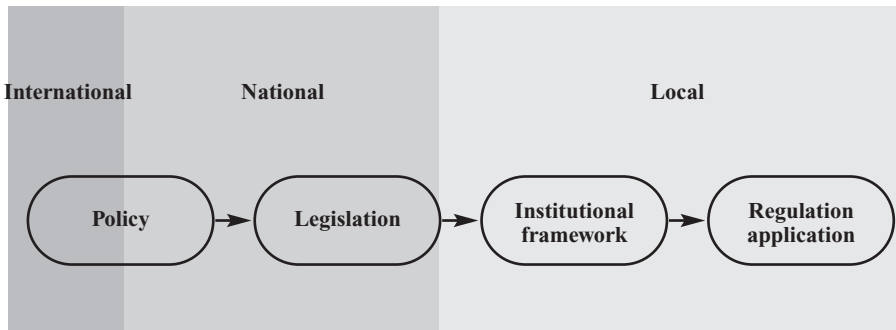 International
National
Local
Policy
Legislation
Institutional
framework
Regulation
application